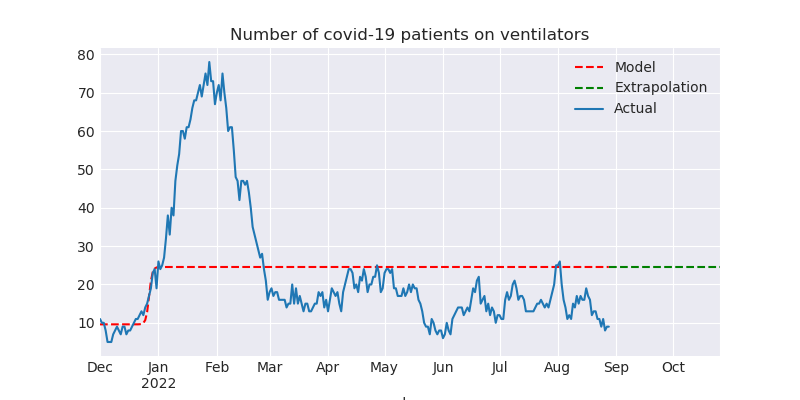 Number of covid-19 patients on ventilators
80
70
60
50
40
30
20
10
Model
Extrapolation
Actual
Dec Jan Feb Mar Apr May Jun Jul Aug Sep Oct
2022